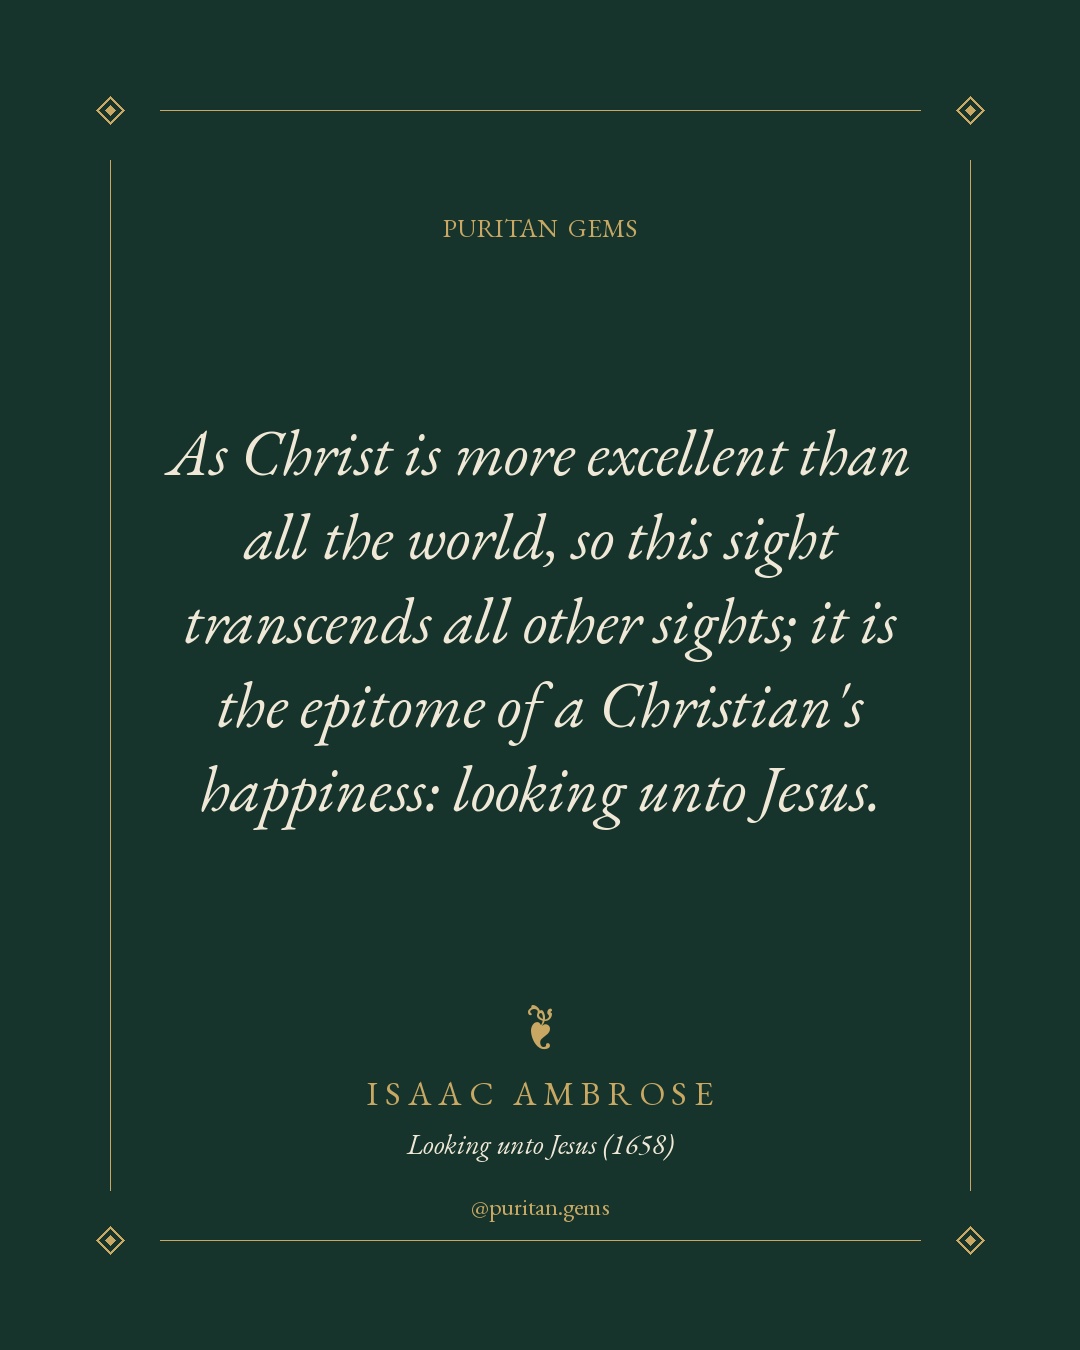 PURITAN GEMS
As Christ is more excellent than
all the world, so this sight
transcends all other sights; it is
the epitome of a Christian's
happiness: looking unto Jesus.
ISAAC AMBROSE
Looking unto Jesus (1658)
@puritan.gems